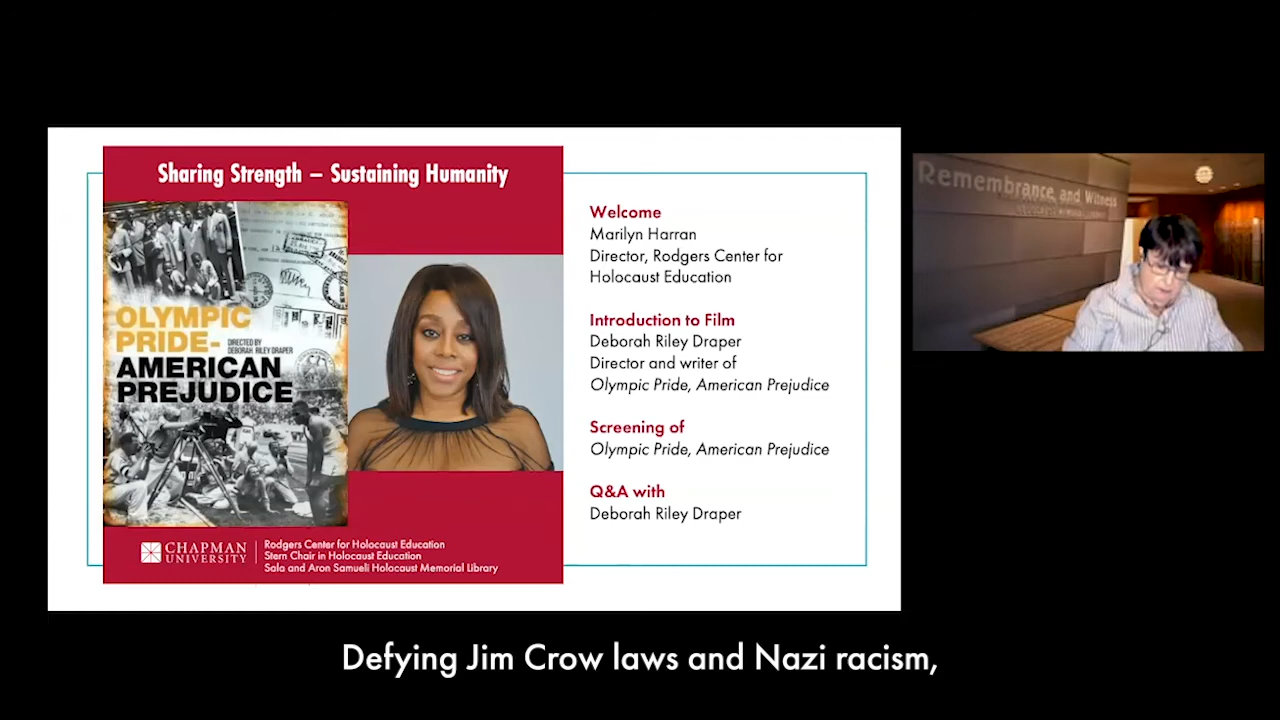 Sharing Strength – Sustaining Humanity
OLYMPIC
PRIDE-
DIRECTED BY
DEBORAH RILEY DRAPER
AMERICAN
PREJUDICE
CHAPMAN
UNIVERSITY
Rodgers Center for Holocaust Education
Stern Chair in Holocaust Education
Sala and Aron Samueli Holocaust Memorial Library
Welcome
Marilyn Harran
Director, Rodgers Center for
Holocaust Education
Introduction to Film
Deborah Riley Draper
Director and writer of
Olympic Pride, American Prejudice
Screening of
Olympic Pride, American Prejudice
Q&A with
Deborah Riley Draper
Remembrance and Witness
Defying Jim Crow laws and Nazi racism,